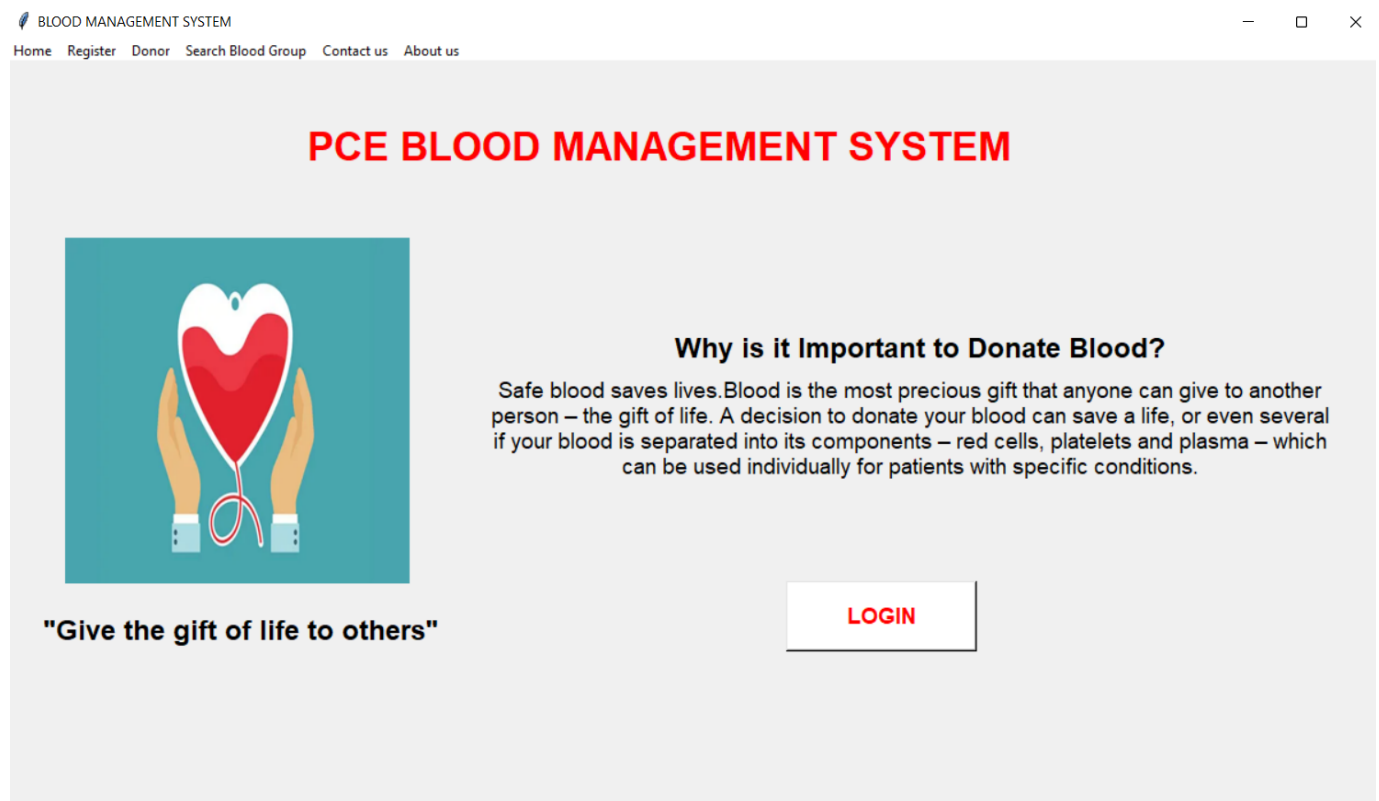 BLOOD MANAGEMENT SYSTEM
Home Register Donor Search Blood Group Contact us About us
PCE BLOOD MANAGEMENT SYSTEM
Why is it Important to Donate Blood?
Safe blood saves lives.Blood is the most precious gift that anyone can give to another
person – the gift of life. A decision to donate your blood can save a life, or even several
if your blood is separated into its components – red cells, platelets and plasma – which
can be used individually for patients with specific conditions.
LOGIN
"Give the gift of life to others"